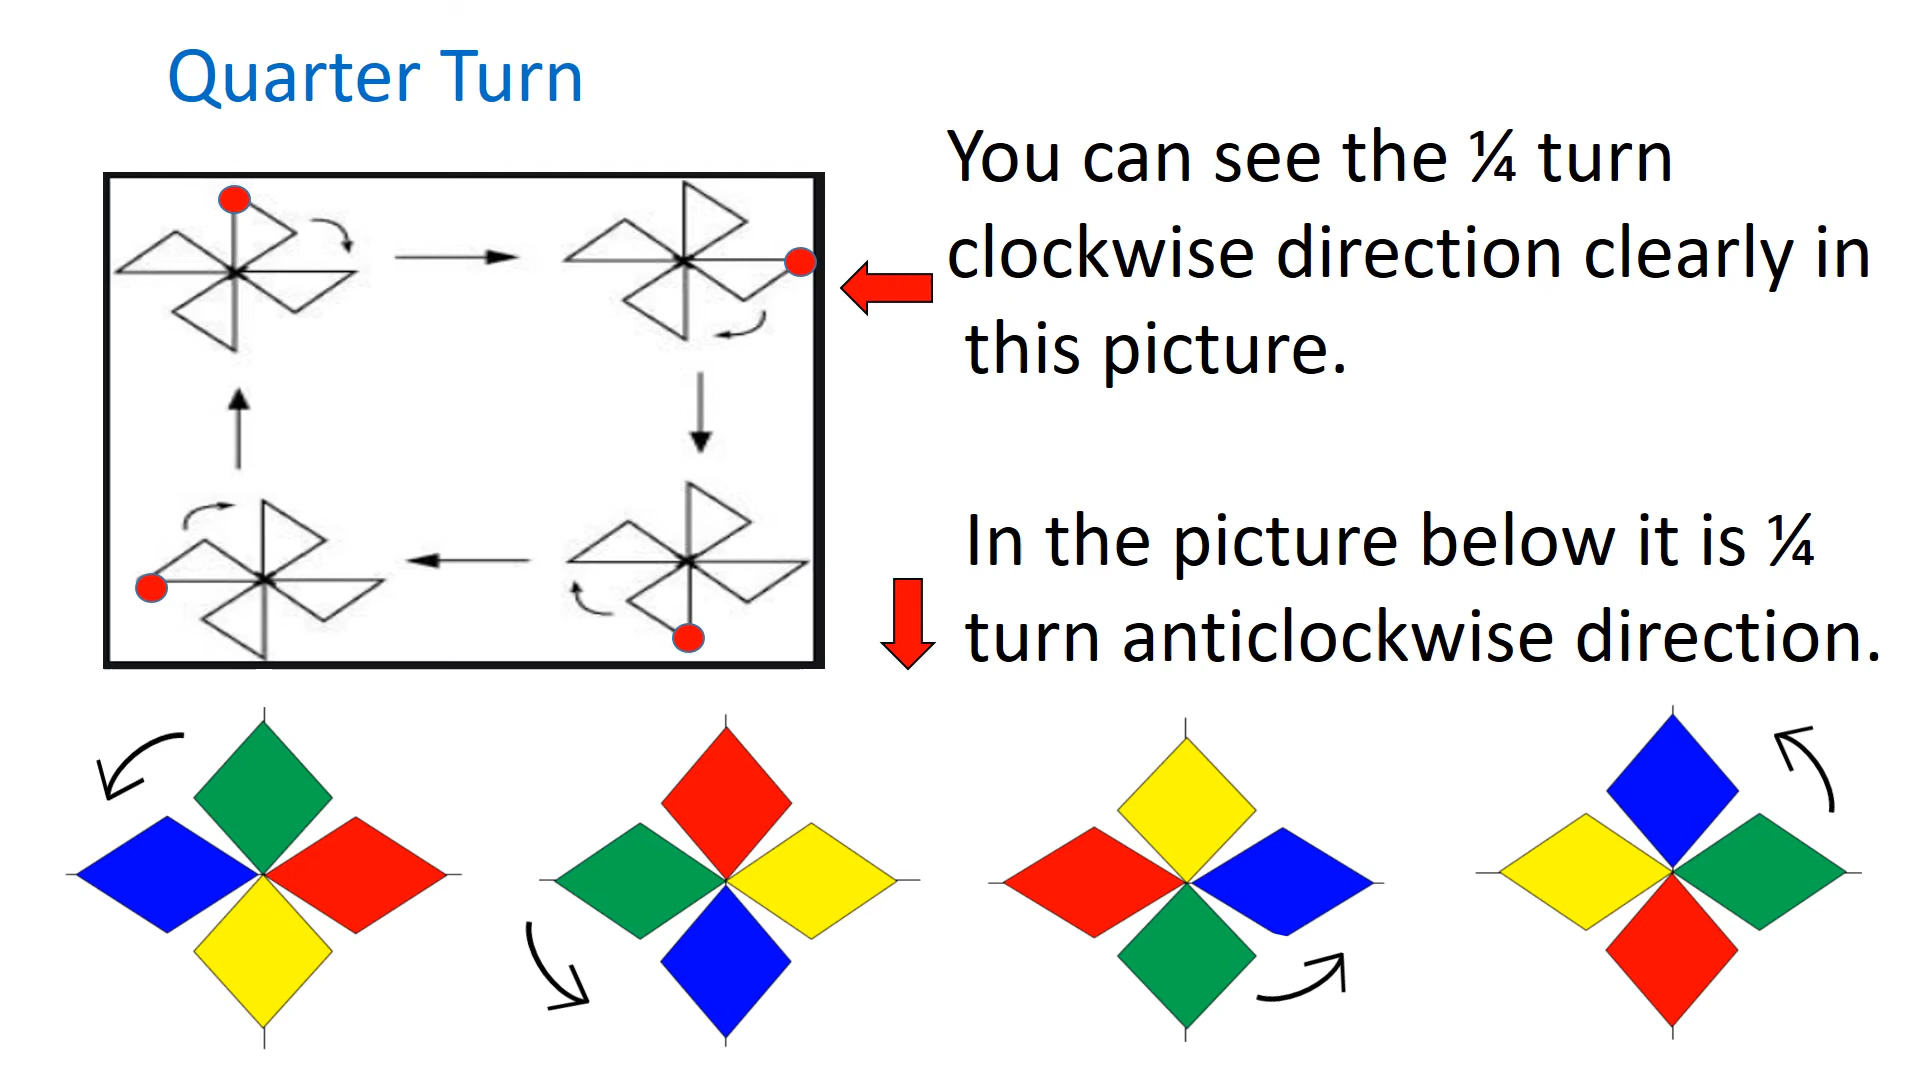 Quarter Turn
You can see the ¼ turn
clockwise direction clearly in
this picture.
In the picture below it is ¼
turn anticlockwise direction.